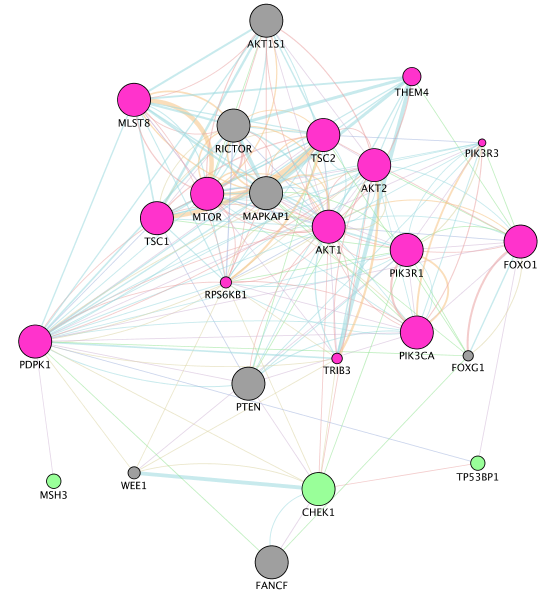 AKT1S1
THEM4
MLST8
PIK3R3
RICTOR
TSC2
AKT2
MTOR
MAPKAP1
TSC1
AKT1
PIK3R1
FOXO1
RPS6KB1
PIK3CA
FOXG1
PDPK1
TRIB3
PTEN
TP53BP1
MSH3
WEE1
CHEK1
FANCF